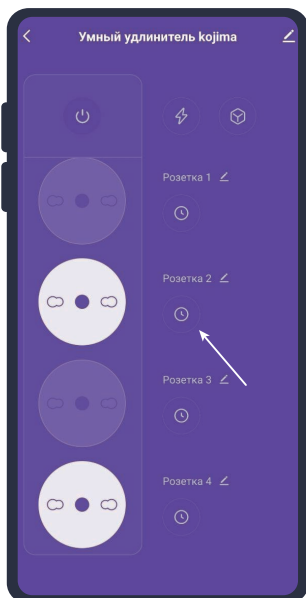 Умный удлинитель kojima
Розетка 1
Розетка 2
Розетка 3
Розетка 4